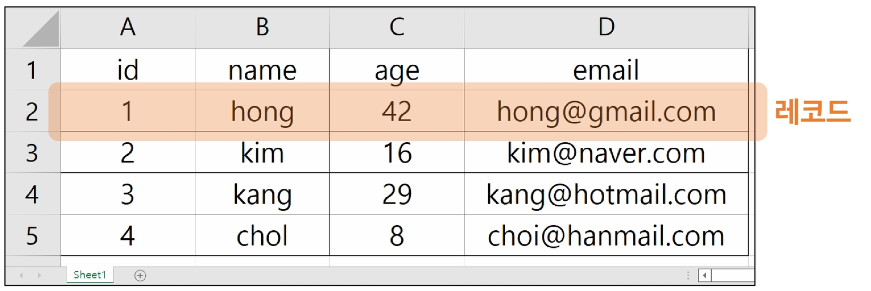 A B C D
1 id name age email
2 1 hong 42 hong@gmail.com 레코드
3 2 kim 16 kim@naver.com
4 3 kang 29 kang@hotmail.com
5 4 chol 8 choi@hanmail.com
Sheet1